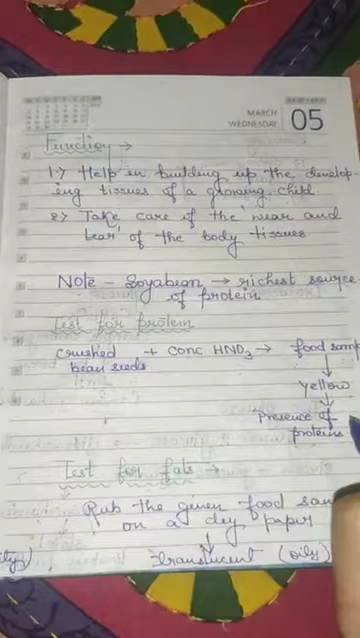 MARCH
WEDNESDAY 05
Function →
1) Help in building up the develop-
ing tissues of a growing child
2) Take care of the 'wear and
tear' of the body tissues.
Note - Soyabean → richest source
of protein
Test for protein
crushed + conc HNO3 → food sam
bean seeds
↓
Yellow
↓
Presence of
proteins
Test for fats →
Rub the given food sam
on a dry paper
↓
Translucent (oily)